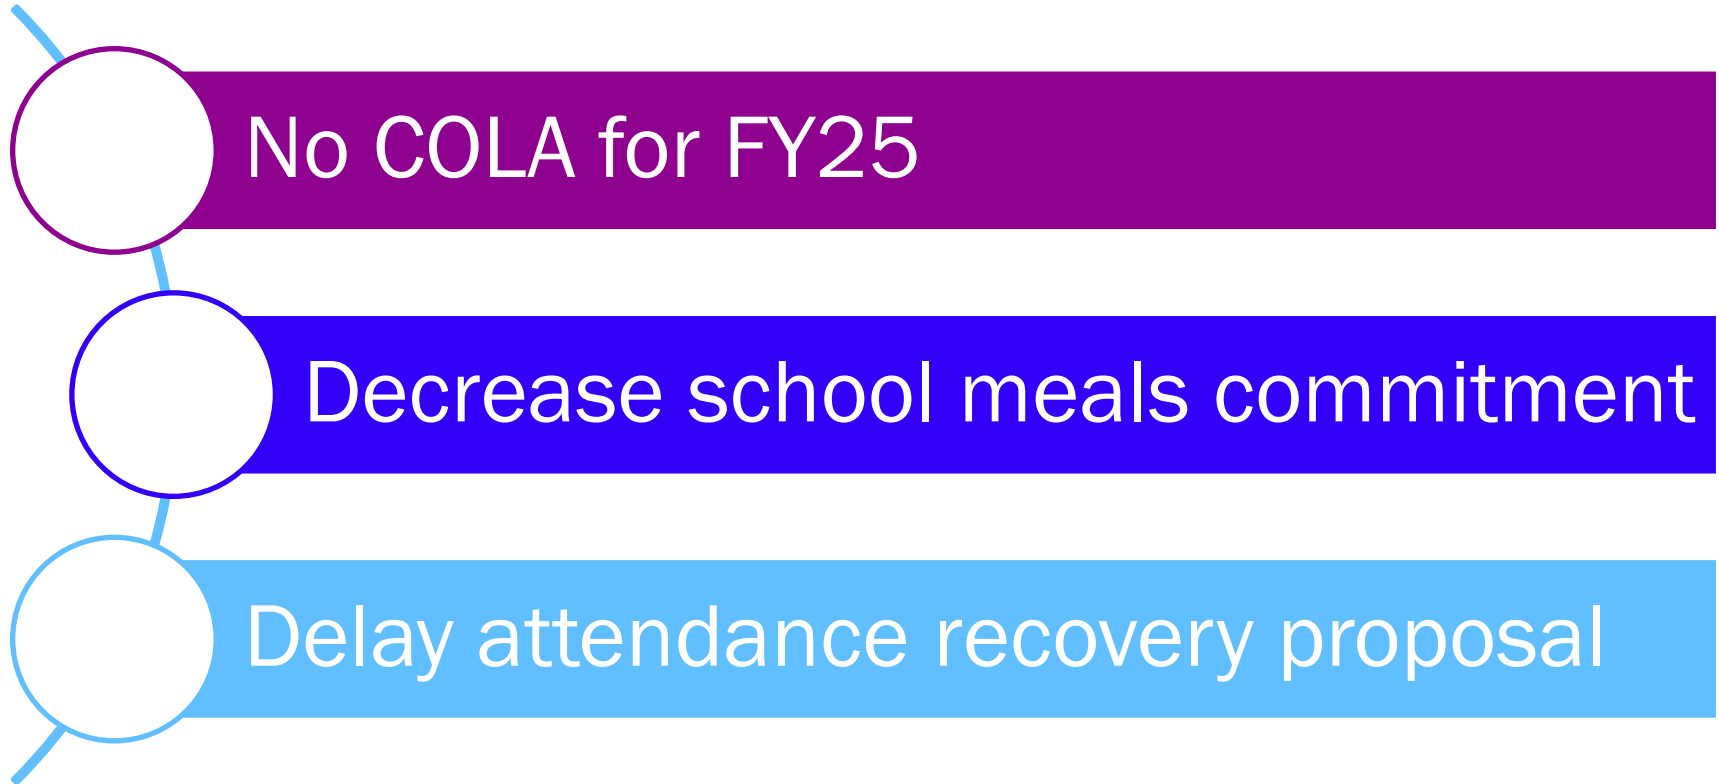 No COLA for FY25
Decrease school meals commitment
Delay attendance recovery proposal